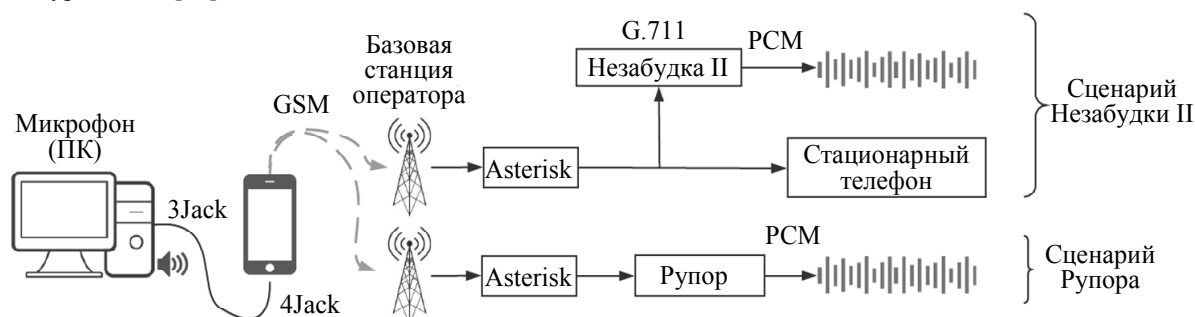 Микрофон
(ПК)
3Jack
4Jack
GSM
Базовая
станция
оператора
Asterisk
G.711
Незабудка II
PCM
Стационарный
телефон
Сценарий
Незабудки II
Asterisk
Рупор
PCM
Сценарий
Рупора